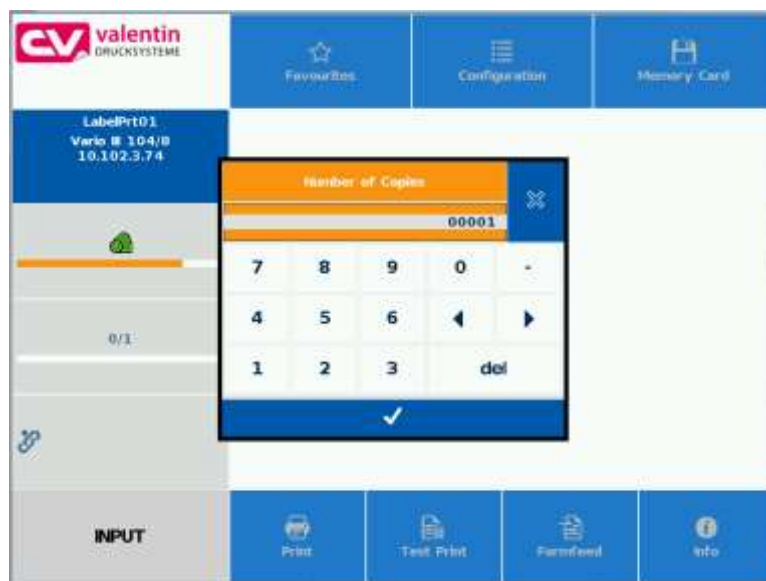 CV valentin
DRUCKSYSTEME
Favourites
Configuration
Memory Card
LabelPrt01
Vario III 104/8
10.102.3.74
Number of Copies
00001
7 8 9 0 -
4 5 6
0/1
1 2 3 del
INPUT
Print
Test Print
Formfeed
Info